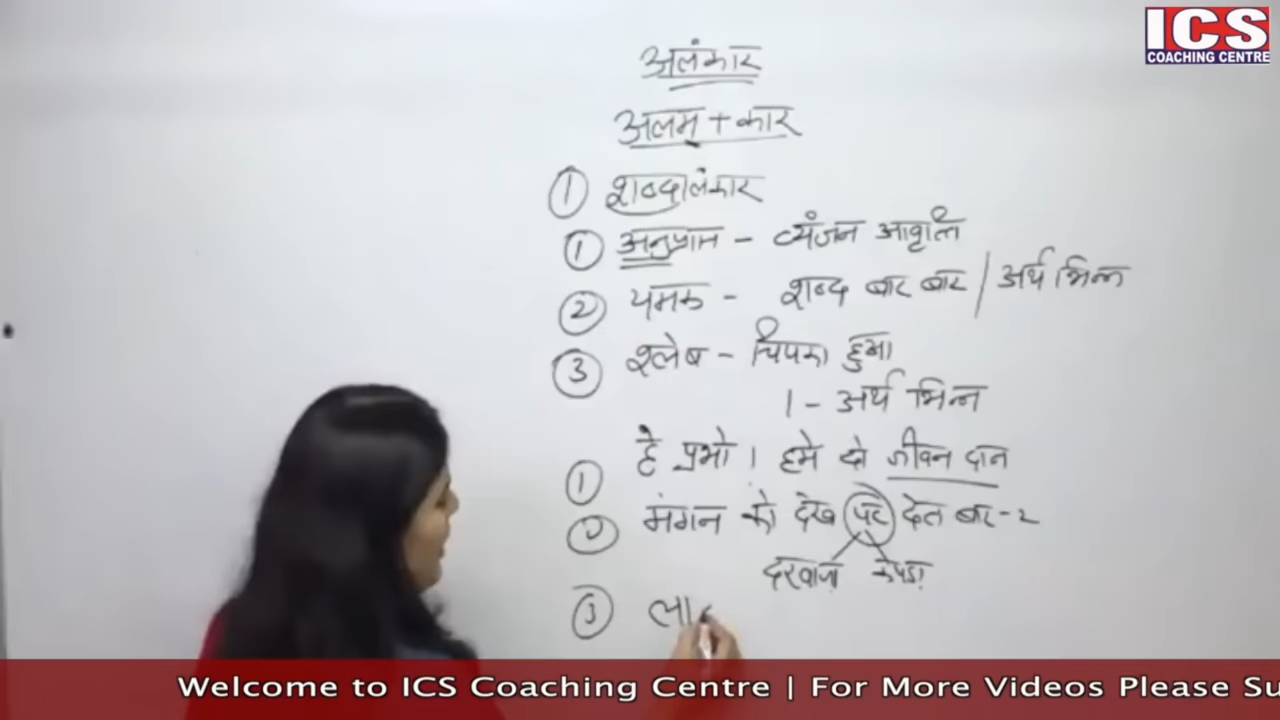 ICS
COACHING CENTRE
अलंकार
अलम् + कार
① शब्दालंकार
① अनुप्रास - व्यंजन आवृत्ति
② यमक - शब्द बार बार / अर्थ भिन्न
③ श्लेष - चिपका हुआ
1 - अर्थ भिन्न
① हे प्रभो । हमे दो जीवन दान
② मंगन को देख पट देत बार-२
दरवाजा कपड़ा
③ ला
Welcome to ICS Coaching Centre | For More Videos Please Su